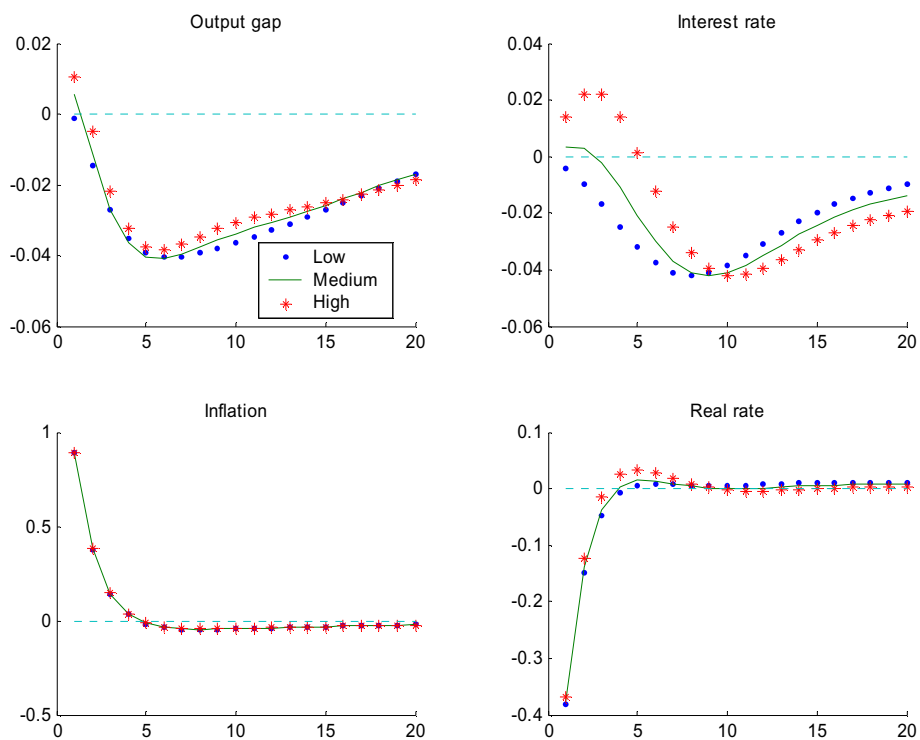 Output gap
0.02
0
-0.02
-0.04
-0.06
0 5 10 15 20
Low
Medium
High
Interest rate
0.04
0.02
0
-0.02
-0.04
-0.06
0 5 10 15 20
Inflation
1
0.5
0
-0.5
0 5 10 15 20
Real rate
0.1
0
-0.1
-0.2
-0.3
-0.4
0 5 10 15 20